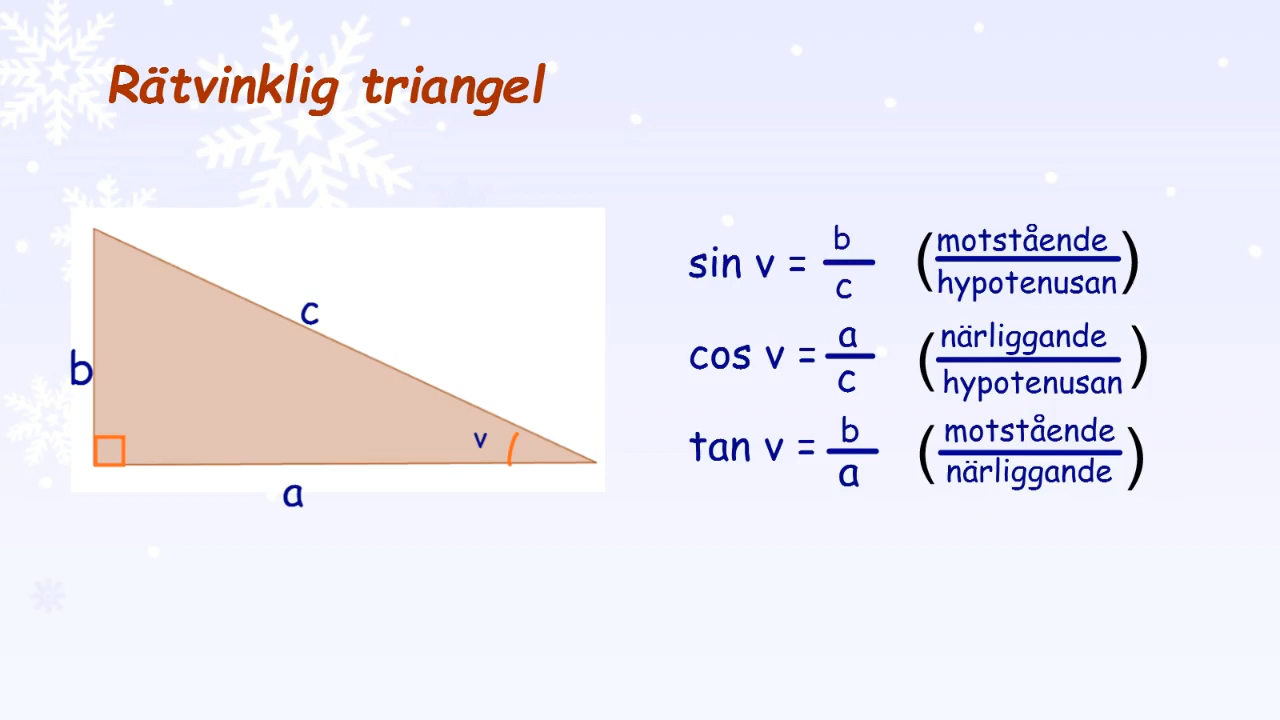 Rätvinklig triangel
c
b
v
a
sin v = b/c (motstående/hypotenusan)
cos v = a/c (närliggande/hypotenusan)
tan v = b/a (motstående/närliggande)